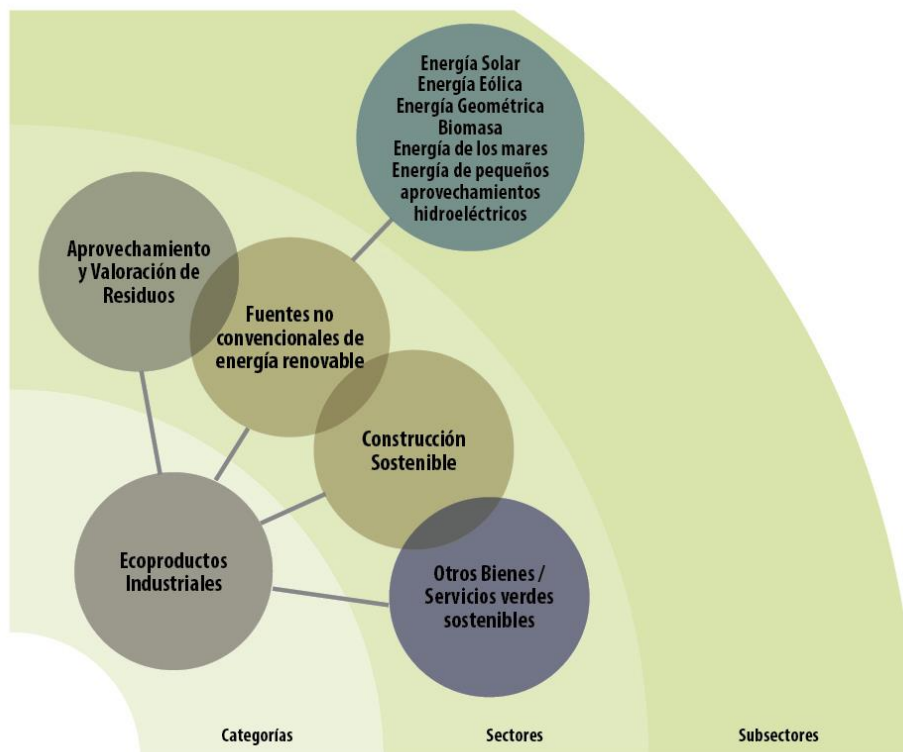 Energía Solar
Energía Eólica
Energía Geométrica
Biomasa
Energía de los mares
Energía de pequeños
aprovechamientos
hidroeléctricos
Aprovechamiento
y Valoración de
Residuos
Fuentes no
convencionales de
energía renovable
Construcción
Sostenible
Ecoproductos
Industriales
Otros Bienes /
Servicios verdes
sostenibles
Categorías
Sectores
Subsectores